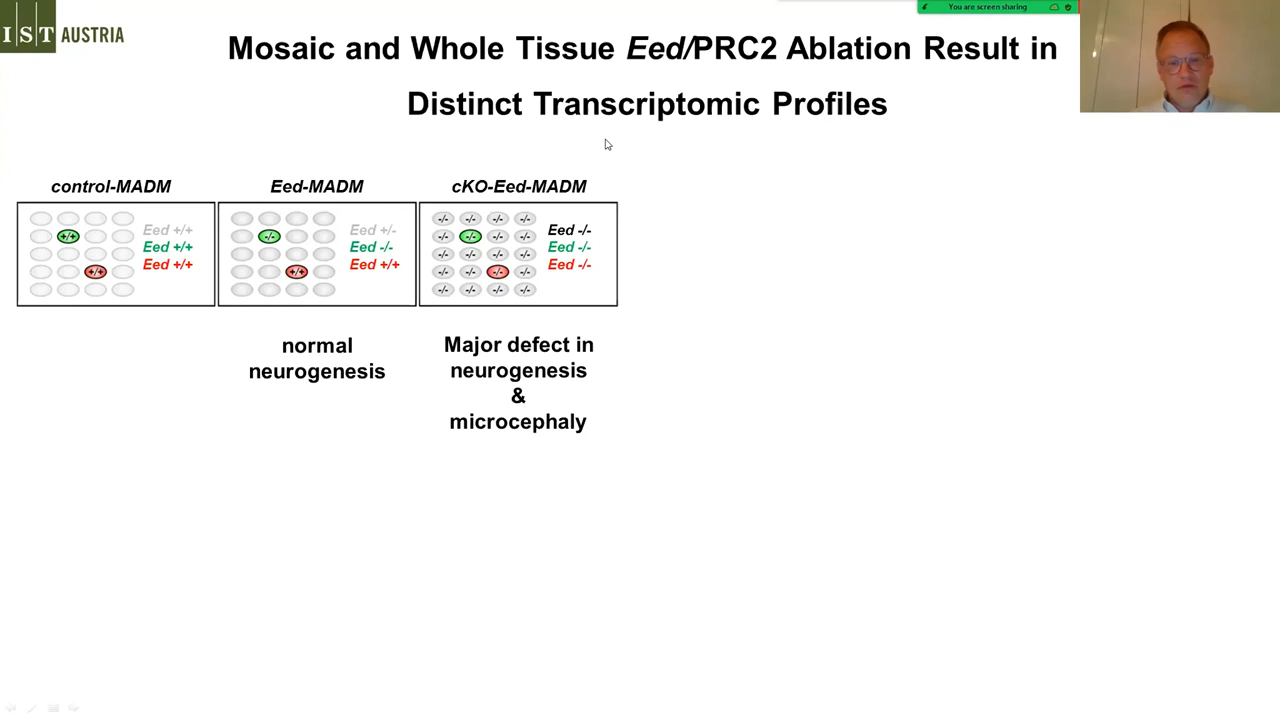 IST AUSTRIA
You are screen sharing
Mosaic and Whole Tissue Eed/PRC2 Ablation Result in
Distinct Transcriptomic Profiles
control-MADM
+/+
+/+
Eed +/+
Eed +/+
Eed +/+
Eed-MADM
-/-
+/+
Eed +/-
Eed -/-
Eed +/+
cKO-Eed-MADM
-/- -/- -/- -/-
-/- -/- -/- -/-
-/- -/- -/- -/-
-/- -/- -/- -/-
-/- -/- -/- -/-
Eed -/-
Eed -/-
Eed -/-
normal
neurogenesis
Major defect in
neurogenesis
&
microcephaly